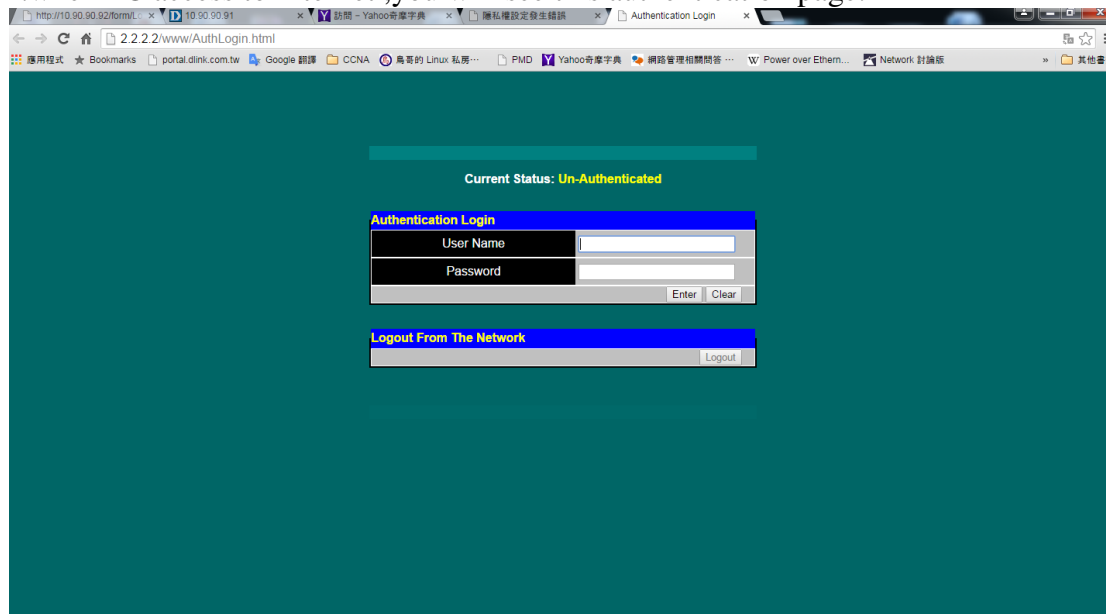 http://10.90.90.92/form/Lo 10.90.90.91 訪問 - Yahoo奇摩字典 隱私權設定發生錯誤 Authentication Login
2.2.2.2/www/AuthLogin.html
應用程式 Bookmarks portal.dlink.com.tw Google 翻譯 CCNA 鳥哥的 Linux 私房… PMD Yahoo奇摩字典 網路管理相關問答 … Power over Ethern... Network 討論版 » 其他書
Current Status: Un-Authenticated
Authentication Login
User Name
Password
Enter Clear
Logout From The Network
Logout